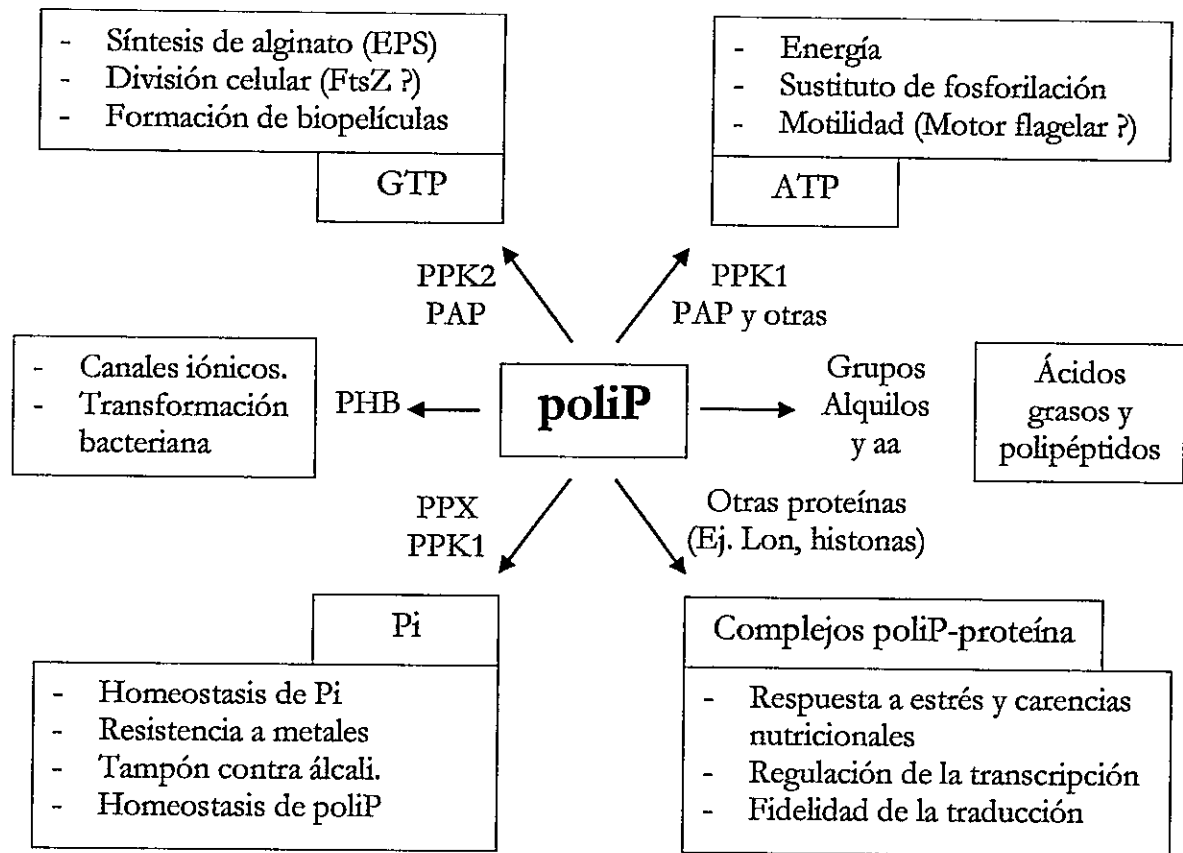 - Síntesis de alginato (EPS)
- División celular (FtsZ ?)
- Formación de biopelículas
GTP
- Energía
- Sustituto de fosforilación
- Motilidad (Motor flagelar ?)
ATP
PPK2
PAP
PPK1
PAP y otras
- Canales iónicos.
- Transformación
bacteriana
PHB
poliP
Grupos
Alquilos
y aa
Ácidos
grasos y
polipéptidos
PPX
PPK1
Otras proteínas
(Ej. Lon, histonas)
Pi
- Homeostasis de Pi
- Resistencia a metales
- Tampón contra álcali.
- Homeostasis de poliP
Complejos poliP-proteína
- Respuesta a estrés y carencias
nutricionales
- Regulación de la transcripción
- Fidelidad de la traducción